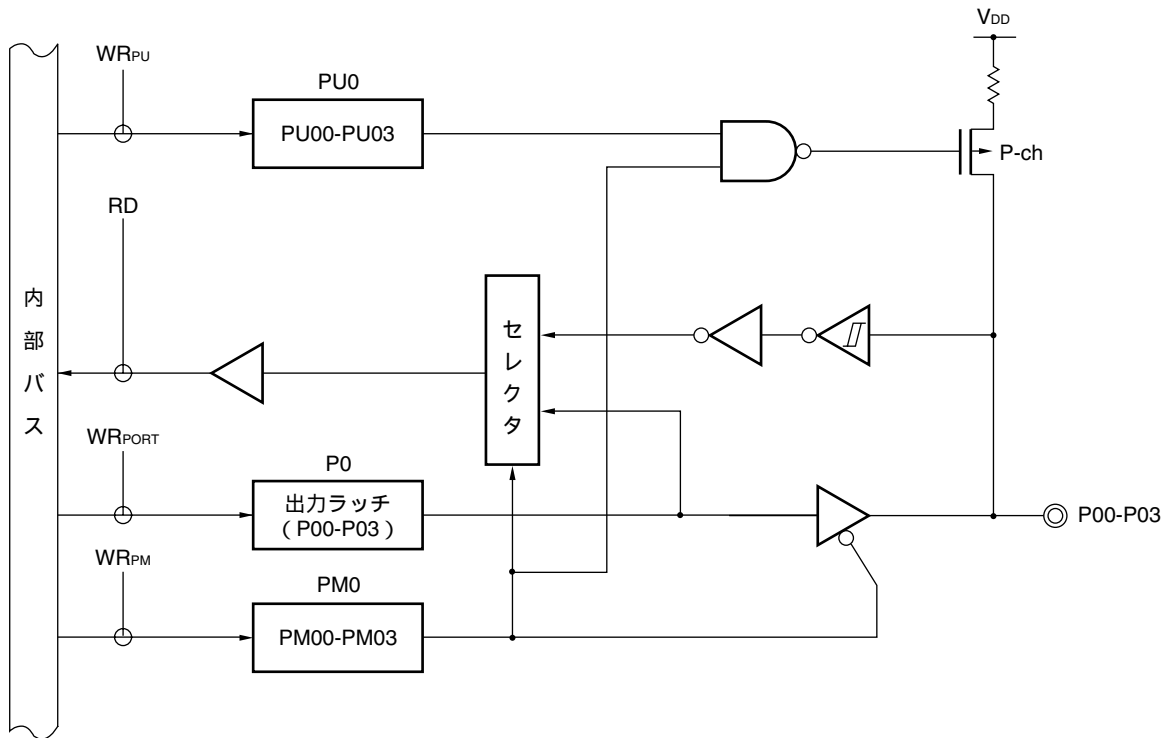 VDD
WRPU
PU0
PU00-PU03
P-ch
RD
内部バス
セレクタ
WRPORT
P0
出力ラッチ
(P00-P03)
P00-P03
WRPM
PM0
PM00-PM03